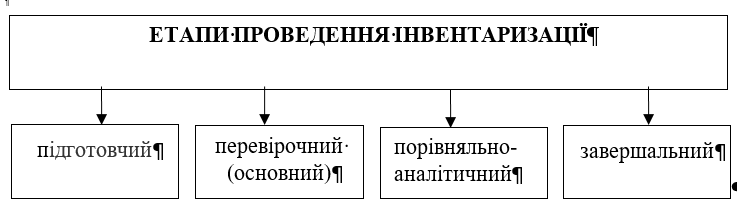 ЕТАПИ·ПРОВЕДЕННЯ·ІНВЕНТАРИЗАЦІЇ¶
підготовчий¶
перевірочний·
(основний)¶
порівняльно-
аналітичний¶
завершальний¶